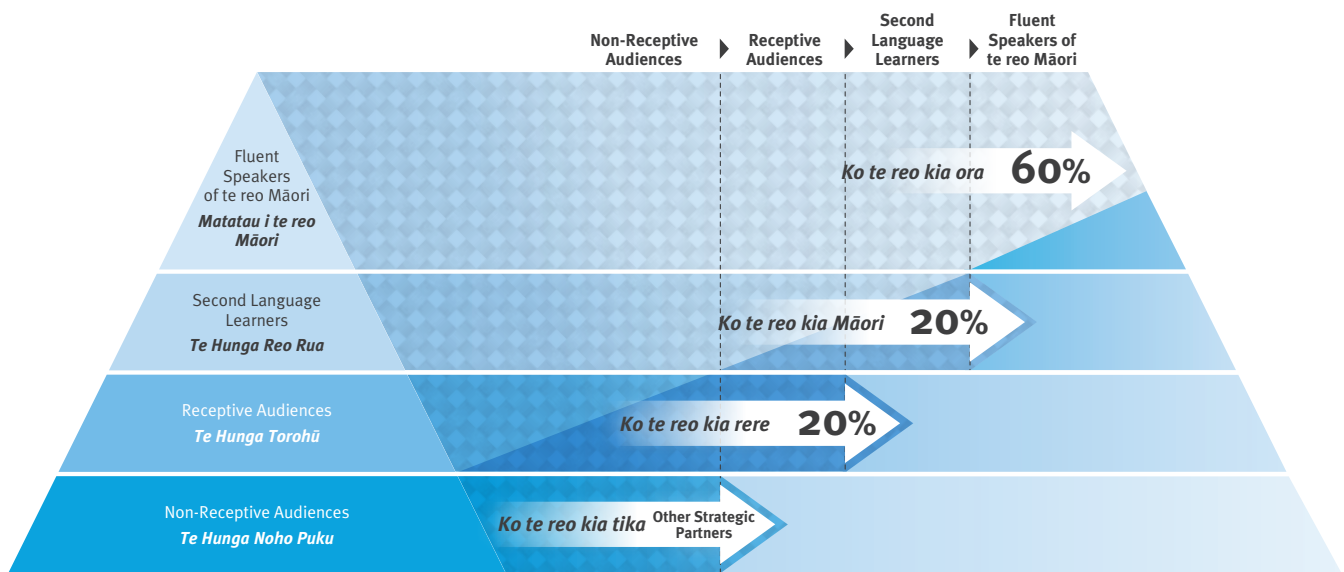 Non-Receptive
Audiences
Receptive
Audiences
Second
Language
Learners
Fluent
Speakers of
te reo Māori
Fluent
Speakers
of te reo Māori
Matatau i te reo
Māori
Ko te reo kia ora 60%
Second Language
Learners
Te Hunga Reo Rua
Ko te reo kia Māori 20%
Receptive Audiences
Te Hunga Torohū
Ko te reo kia rere 20%
Non-Receptive Audiences
Te Hunga Noho Puku
Ko te reo kia tika
Other Strategic
Partners